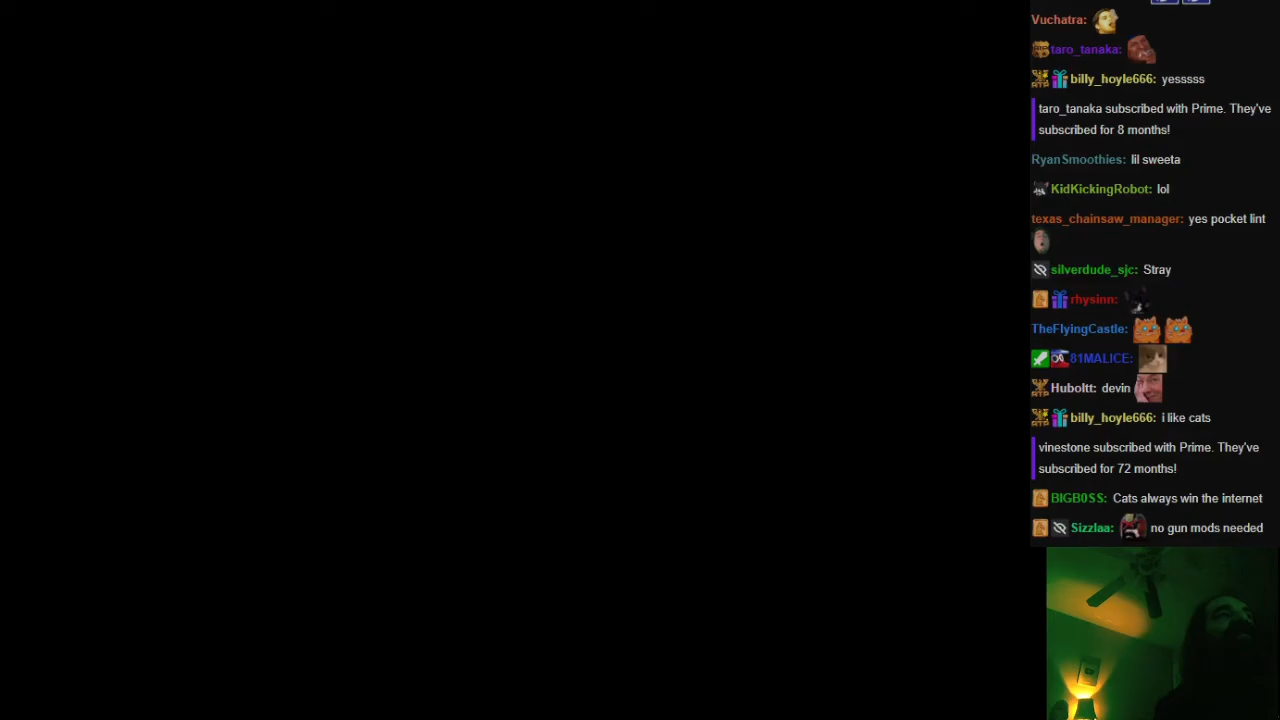 Vuchatra:
taro_tanaka:
billy_hoyle666: yesssss
taro_tanaka subscribed with Prime. They've
subscribed for 8 months!
RyanSmoothies: lil sweeta
KidKickingRobot: lol
texas_chainsaw_manager: yes pocket lint
silverdude_sjc: Stray
rhysinn:
TheFlyingCastle:
81MALICE:
Huboltt: devin
billy_hoyle666: i like cats
vinestone subscribed with Prime. They've
subscribed for 72 months!
BIGB0SS: Cats always win the internet
Sizzlaa: no gun mods needed